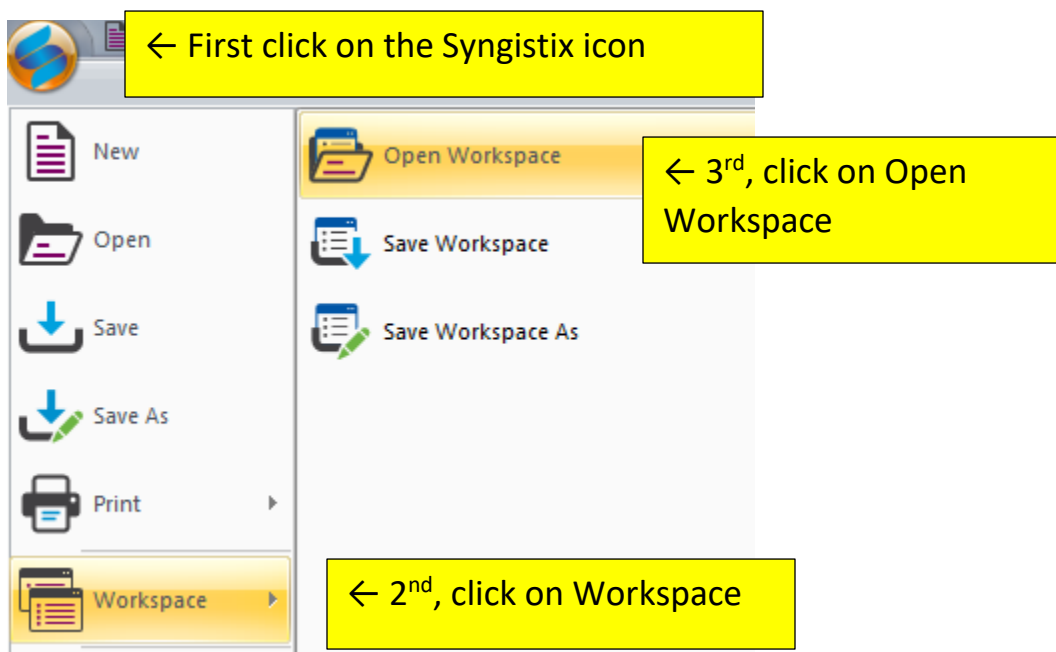 ← First click on the Syngistix icon
New
Open Workspace
← 3rd, click on Open
Workspace
Open
Save Workspace
Save
Save Workspace As
Save As
Print
Workspace
← 2nd, click on Workspace